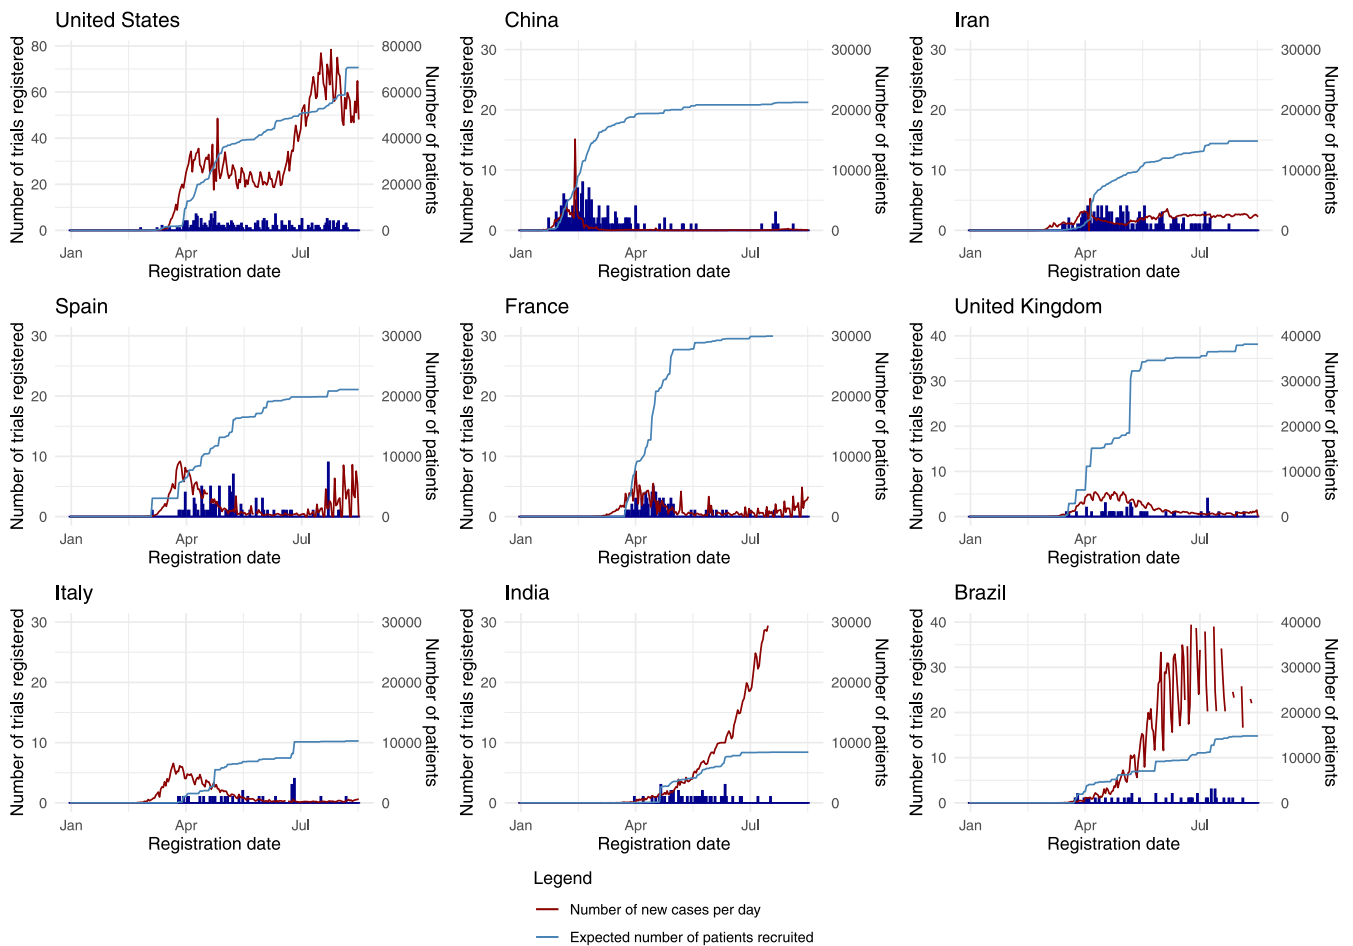 United States
Number of trials registered
80
60
40
20
0
80000
60000
40000
20000
0
Number of patients
Jan
Apr
Jul
Registration date
China
Number of trials registered
30
20
10
0
30000
20000
10000
0
Number of patients
Jan
Apr
Jul
Registration date
Iran
Number of trials registered
30
20
10
0
30000
20000
10000
0
Number of patients
Jan
Apr
Jul
Registration date
Spain
Number of trials registered
30
20
10
0
30000
20000
10000
0
Number of patients
Jan
Apr
Jul
Registration date
France
Number of trials registered
30
20
10
0
30000
20000
10000
0
Number of patients
Jan
Apr
Jul
Registration date
United Kingdom
Number of trials registered
40
30
20
10
0
40000
30000
20000
10000
0
Number of patients
Jan
Apr
Jul
Registration date
Italy
Number of trials registered
30
20
10
0
30000
20000
10000
0
Number of patients
Jan
Apr
Jul
Registration date
India
Number of trials registered
30
20
10
0
30000
20000
10000
0
Number of patients
Jan
Apr
Jul
Registration date
Brazil
Number of trials registered
40
30
20
10
0
40000
30000
20000
10000
0
Number of patients
Jan
Apr
Jul
Registration date
Legend
Number of new cases per day
Expected number of patients recruited